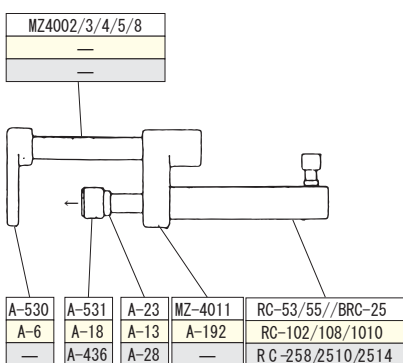 MZ4002/3/4/5/8
—
—
←
A-530 A-531 A-23 MZ-4011 RC-53/55//BRC-25
A-6 A-18 A-13 A-192 RC-102/108/1010
— A-436 A-28 — RC-258/2510/2514